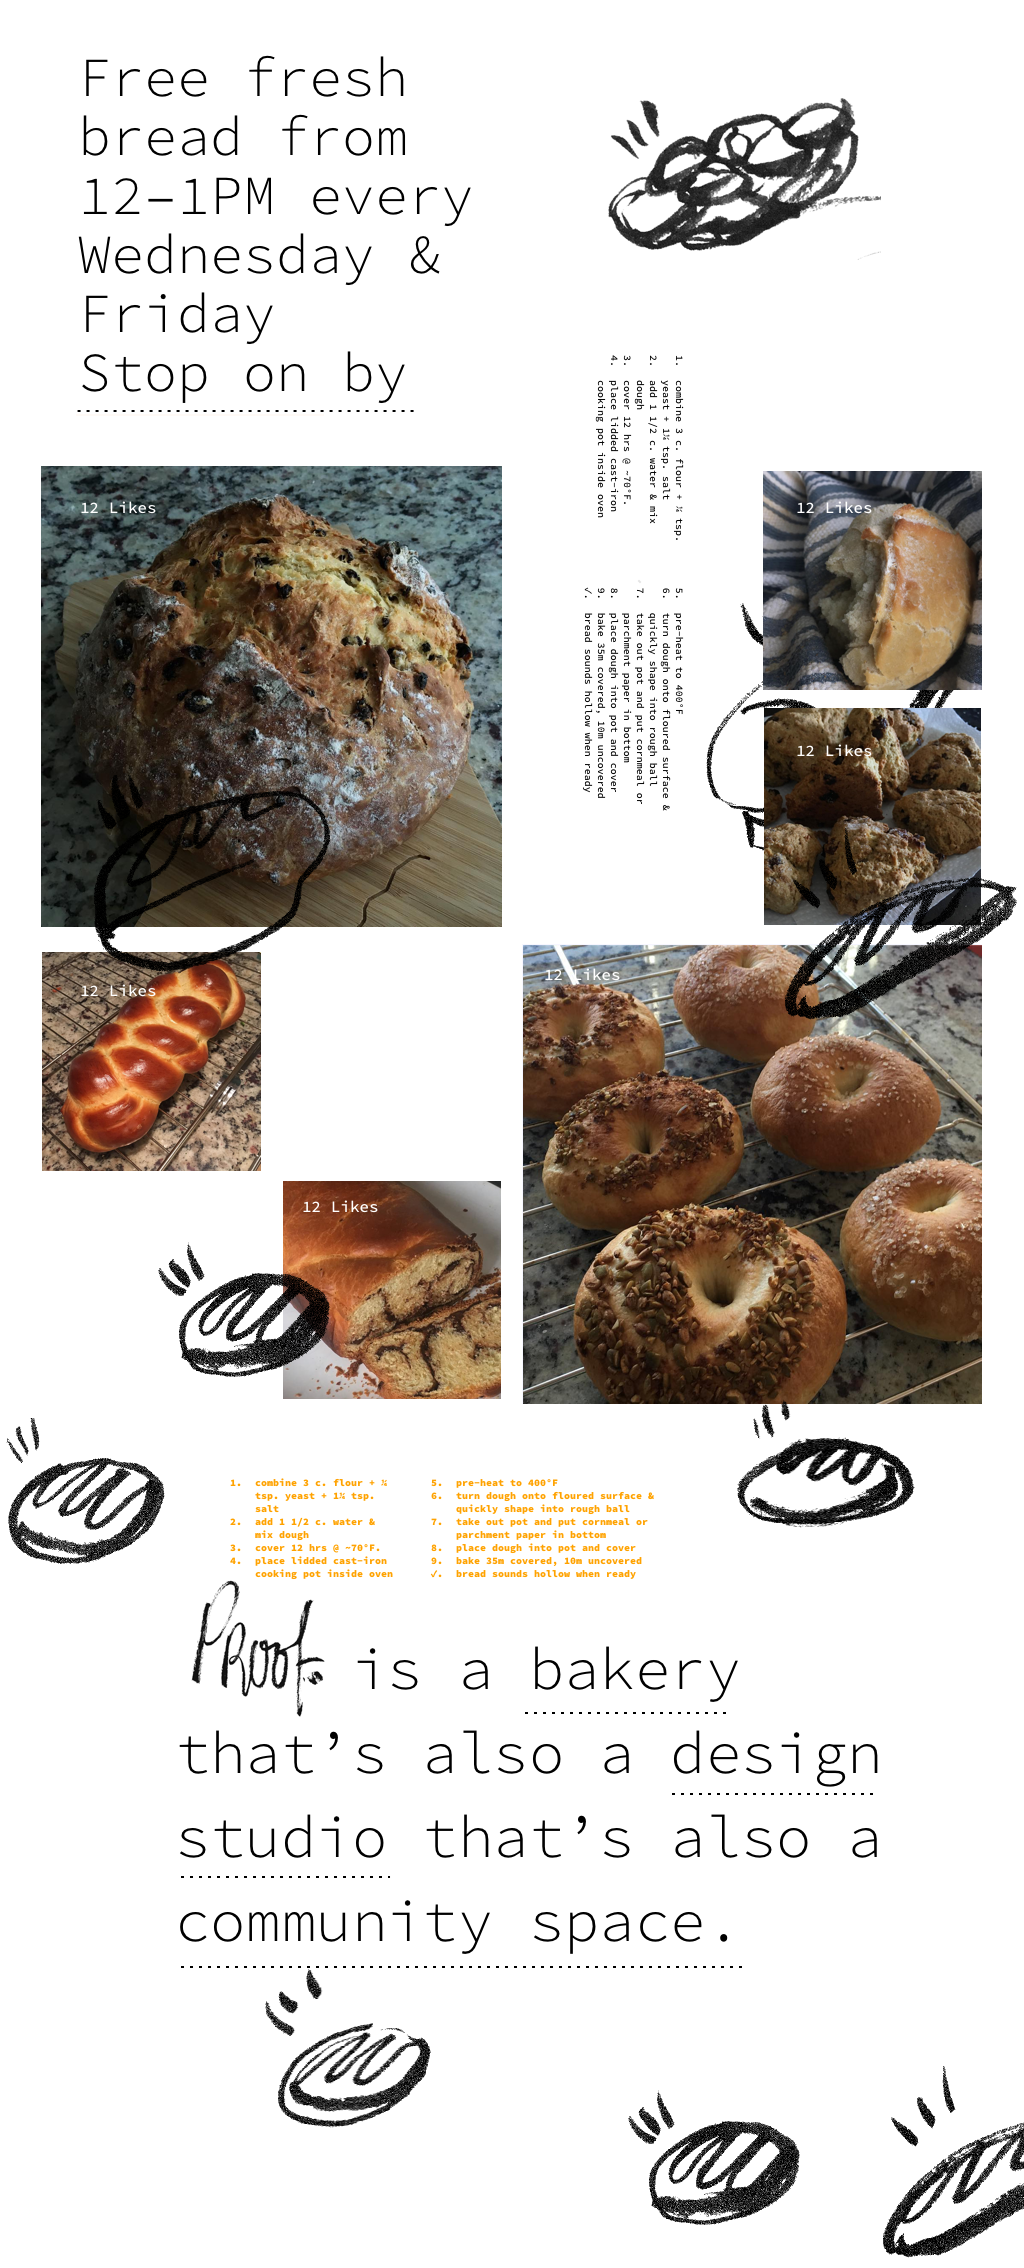 Free fresh
bread from
12–1PM every
Wednesday &
Friday
Stop on by
1. combine 3 c. flour + ¼ tsp.
yeast + 1¼ tsp. salt
2. add 1 1/2 c. water & mix
dough
3. cover 12 hrs @ ~70°F.
4. place lidded cast-iron
cooking pot inside oven
5. pre-heat to 400°F
6. turn dough onto floured surface &
quickly shape into rough ball
7. take out pot and put cornmeal or
parchment paper in bottom
8. place dough into pot and cover
9. bake 35m covered, 10m uncovered
✓. bread sounds hollow when ready
12 Likes
12 Likes
12 Likes
12 Likes
12 Likes
12 Likes
1. combine 3 c. flour + ¼
tsp. yeast + 1¼ tsp.
salt
2. add 1 1/2 c. water &
mix dough
3. cover 12 hrs @ ~70°F.
4. place lidded cast-iron
cooking pot inside oven
5. pre-heat to 400°F
6. turn dough onto floured surface &
quickly shape into rough ball
7. take out pot and put cornmeal or
parchment paper in bottom
8. place dough into pot and cover
9. bake 35m covered, 10m uncovered
✓. bread sounds hollow when ready
Proof. is a bakery
that’s also a design
studio that’s also a
community space.